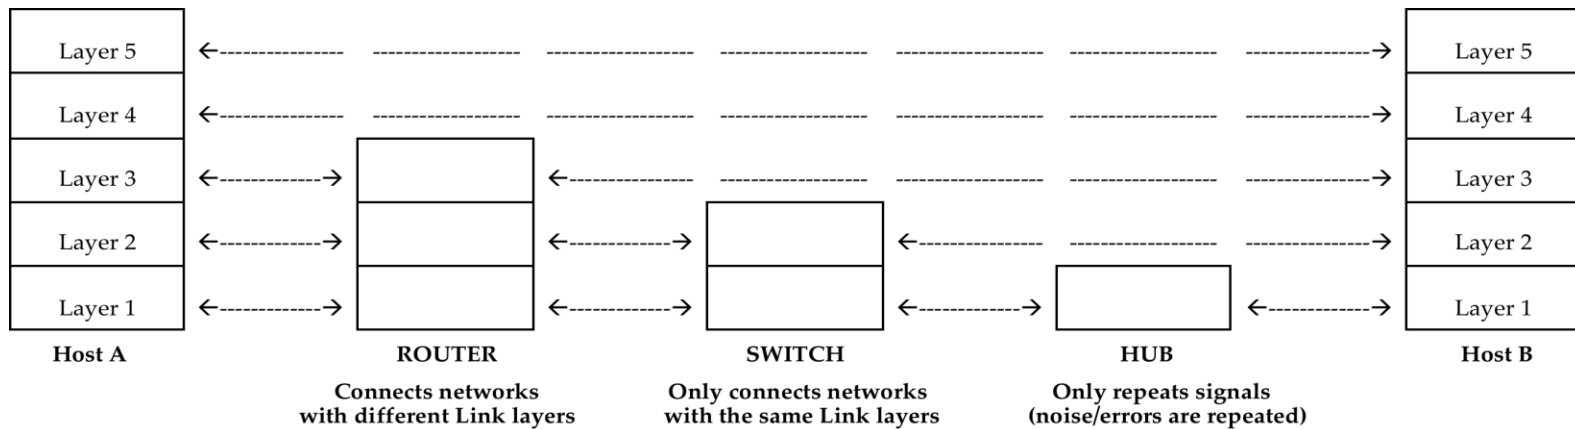 Layer 5 ←---------------- ------------------- ------------------- ------------------- ------------------- ------------------- ----------------→ Layer 5
Layer 4 ←---------------- ------------------- ------------------- ------------------- ------------------- ------------------- ----------------→ Layer 4
Layer 3 ←-------------→ ←---------------- ------------------- ------------------- ------------------- ----------------→ Layer 3
Layer 2 ←-------------→ ←-------------→ ←---------------- ------------------- ----------------→ Layer 2
Layer 1 ←-------------→ ←-------------→ ←-------------→ ←-------------→ Layer 1
Host A ROUTER SWITCH HUB Host B
Connects networks Only connects networks Only repeats signals
with different Link layers with the same Link layers (noise/errors are repeated)